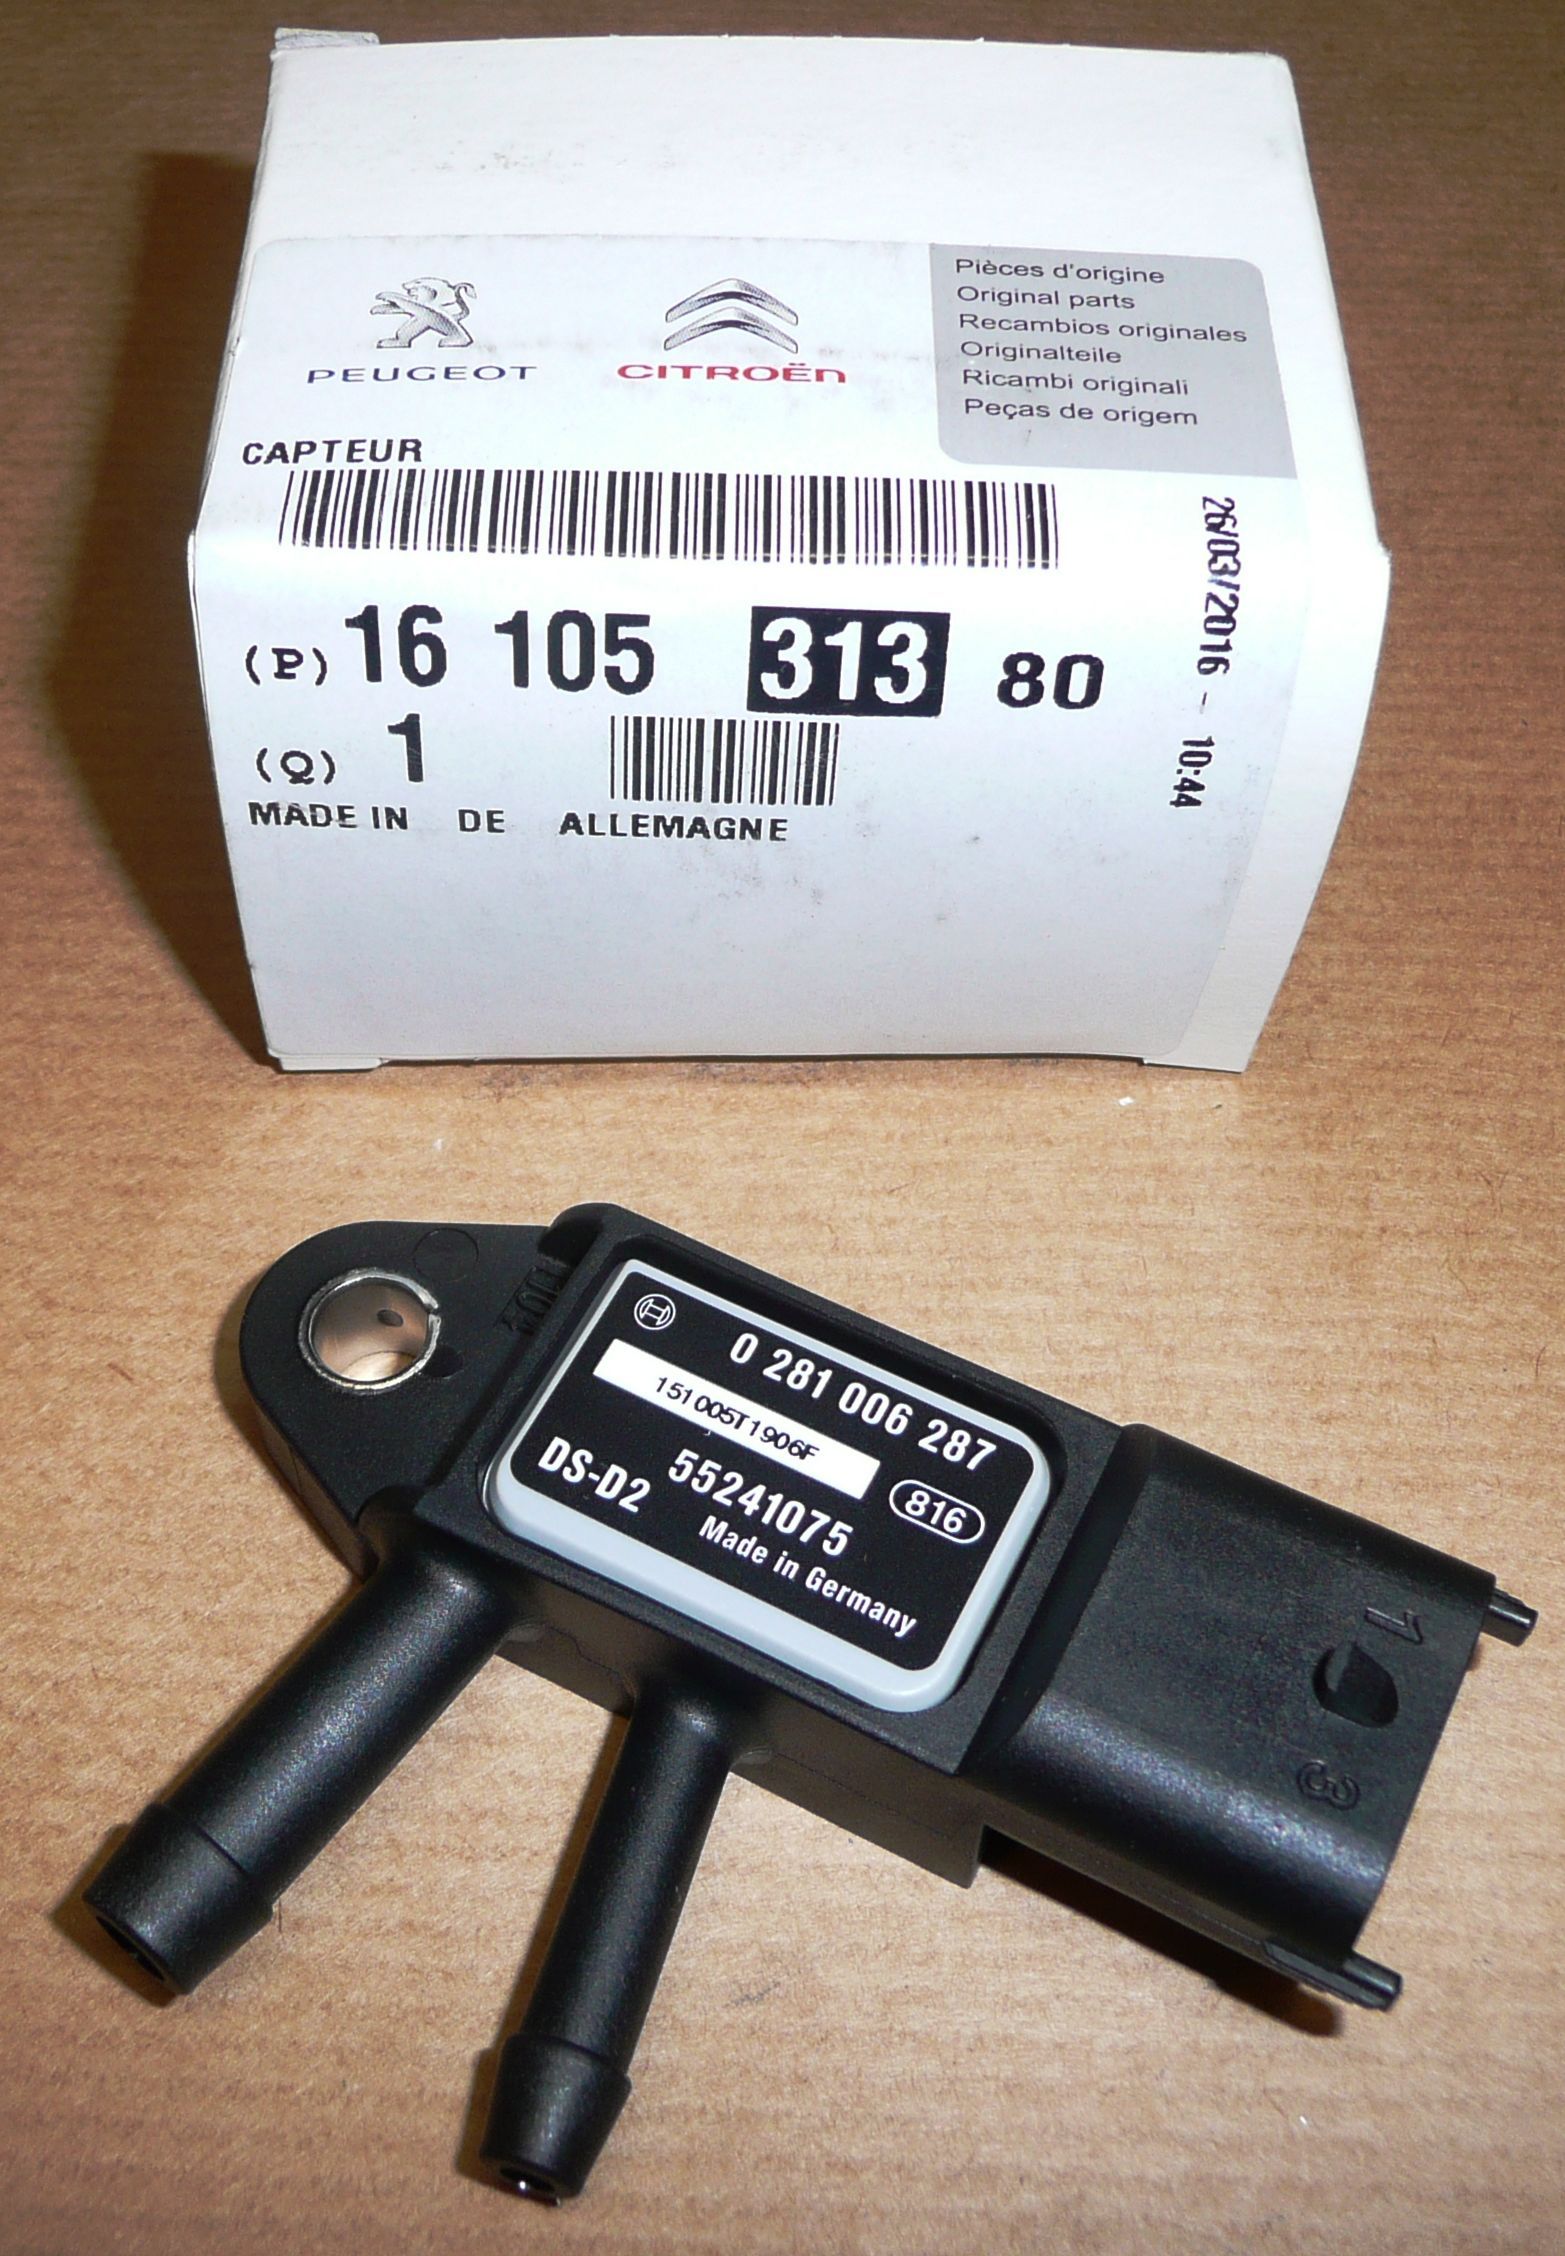 PEUGEOT
CITROËN
Pièces d'origine
Original parts
Recambios originales
Originalteile
Ricambi originali
Peças de origem
CAPTEUR
(P) 16 105 313 80
(Q) 1
MADE IN DE ALLEMAGNE
26/03/2016 - 10:44
0 281 006 287
151005T1906F
55241075
816
DS-D2
Made in Germany
1
3